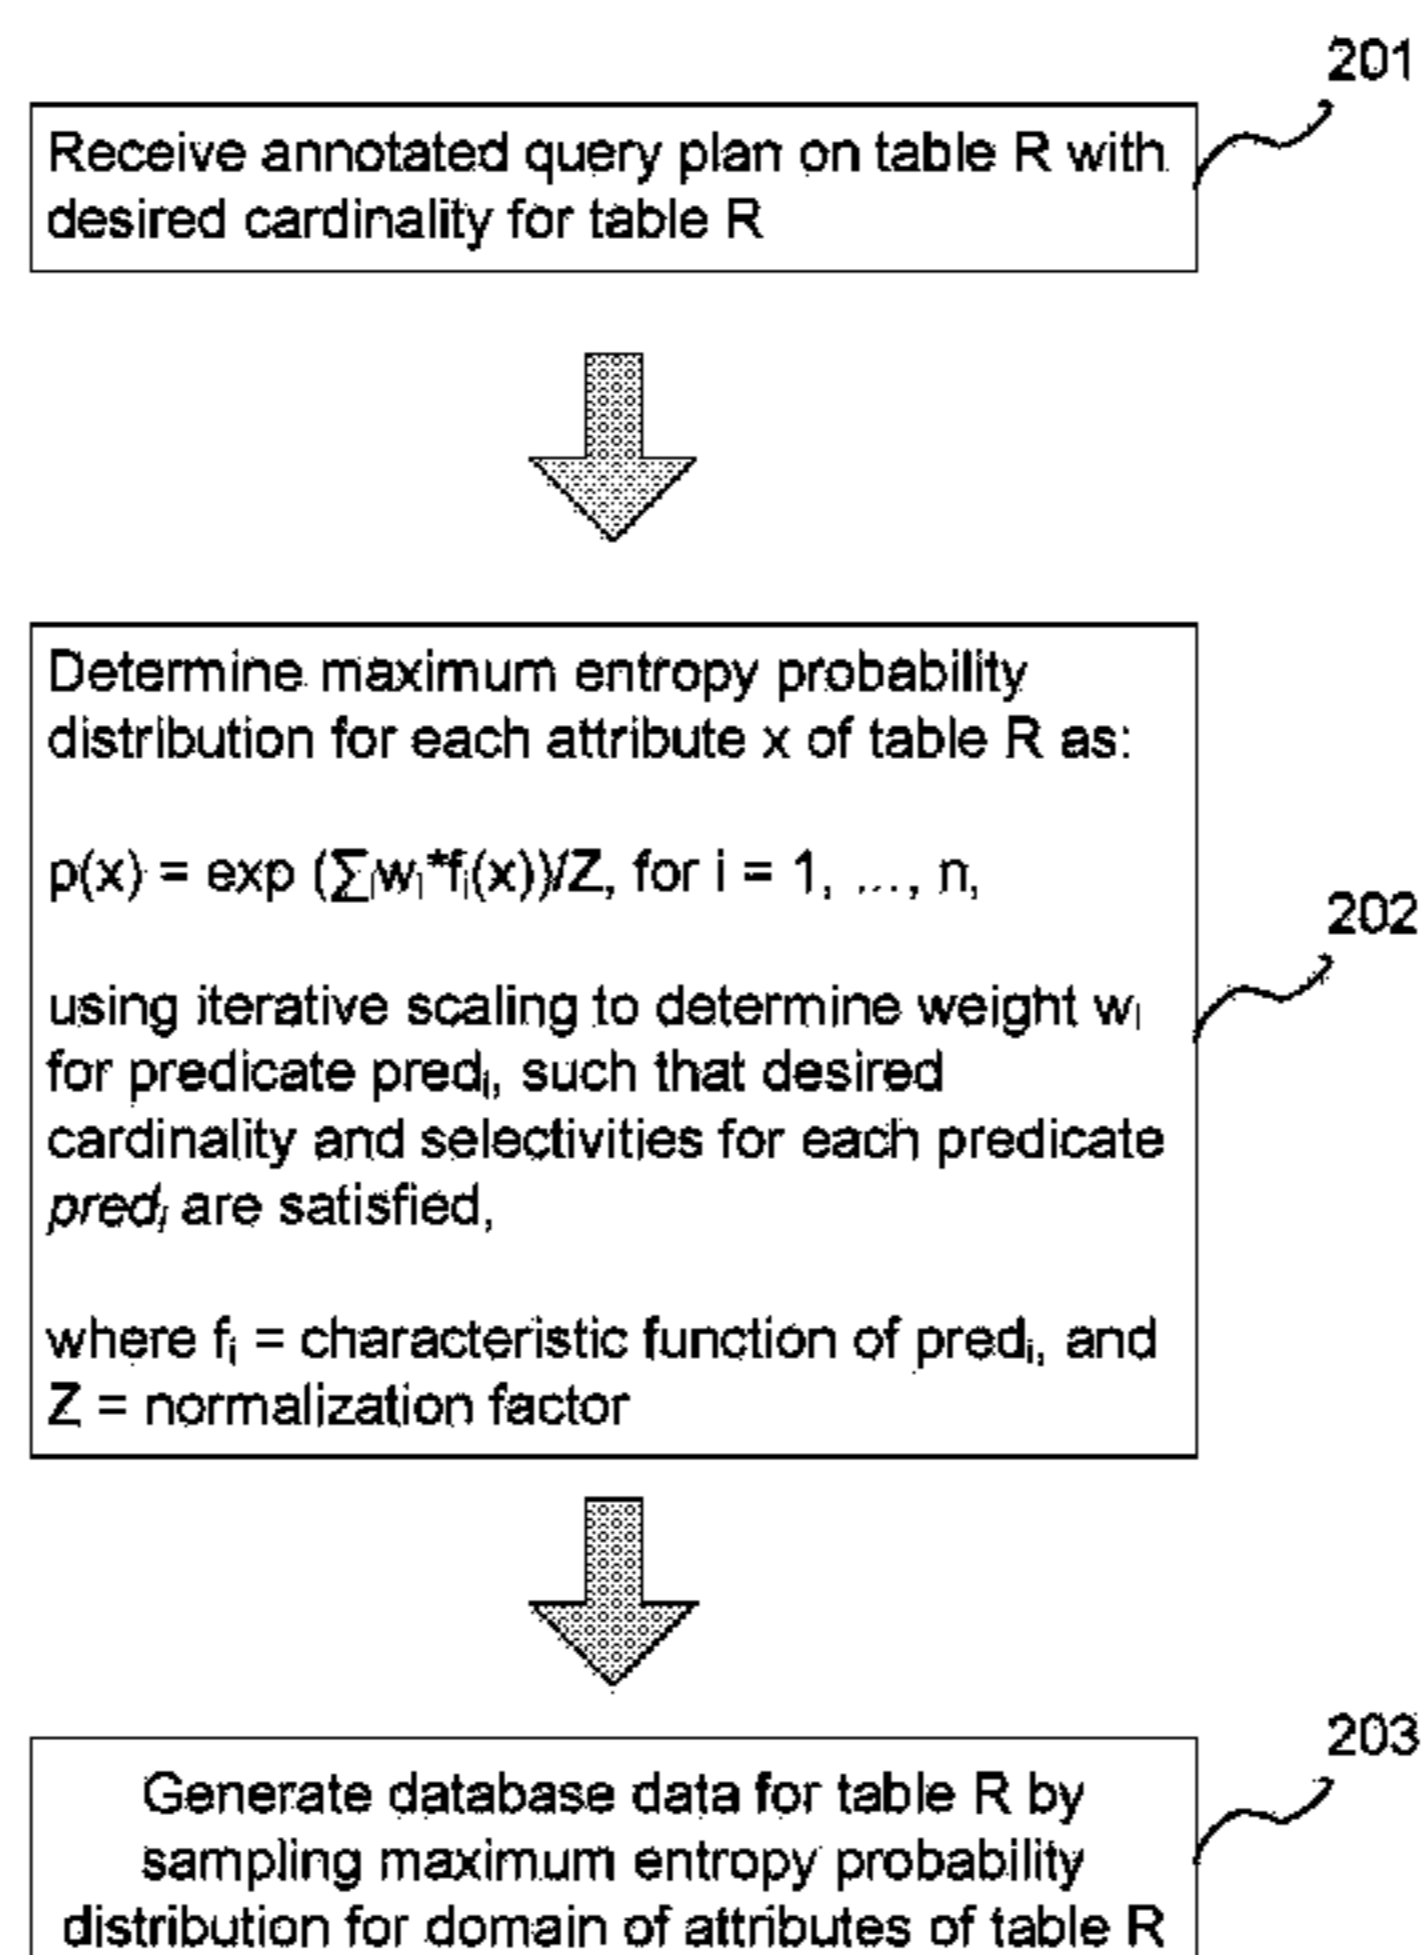 201
Receive annotated query plan on table R with
desired cardinality for table R
Determine maximum entropy probability
distribution for each attribute x of table R as:
p(x) = exp (∑ᵢwᵢ*fᵢ(x))/Z, for i = 1, ..., n,
202
using iterative scaling to determine weight wᵢ
for predicate predᵢ, such that desired
cardinality and selectivities for each predicate
predᵢ are satisfied,
where fᵢ = characteristic function of predᵢ, and
Z = normalization factor
203
Generate database data for table R by
sampling maximum entropy probability
distribution for domain of attributes of table R